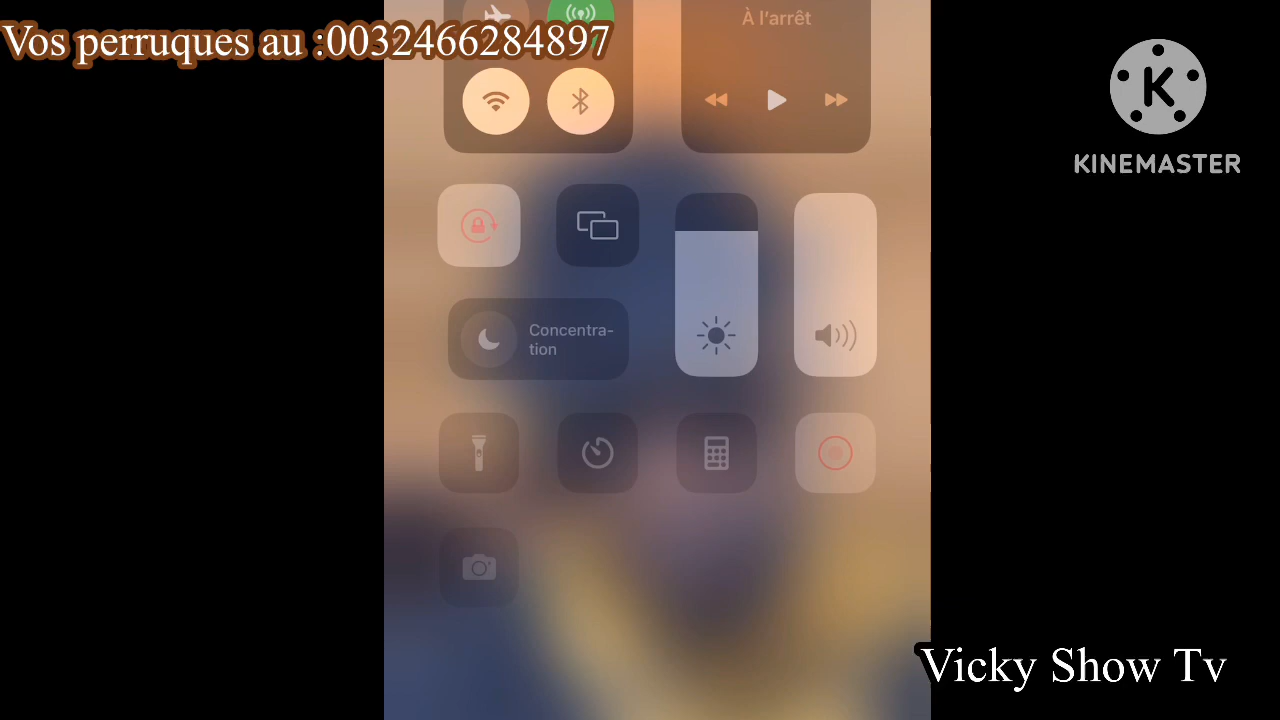 À l'arrêt
Vos perruques au :0032466284897
KINEMASTER
Concentra-
tion
Vicky Show Tv